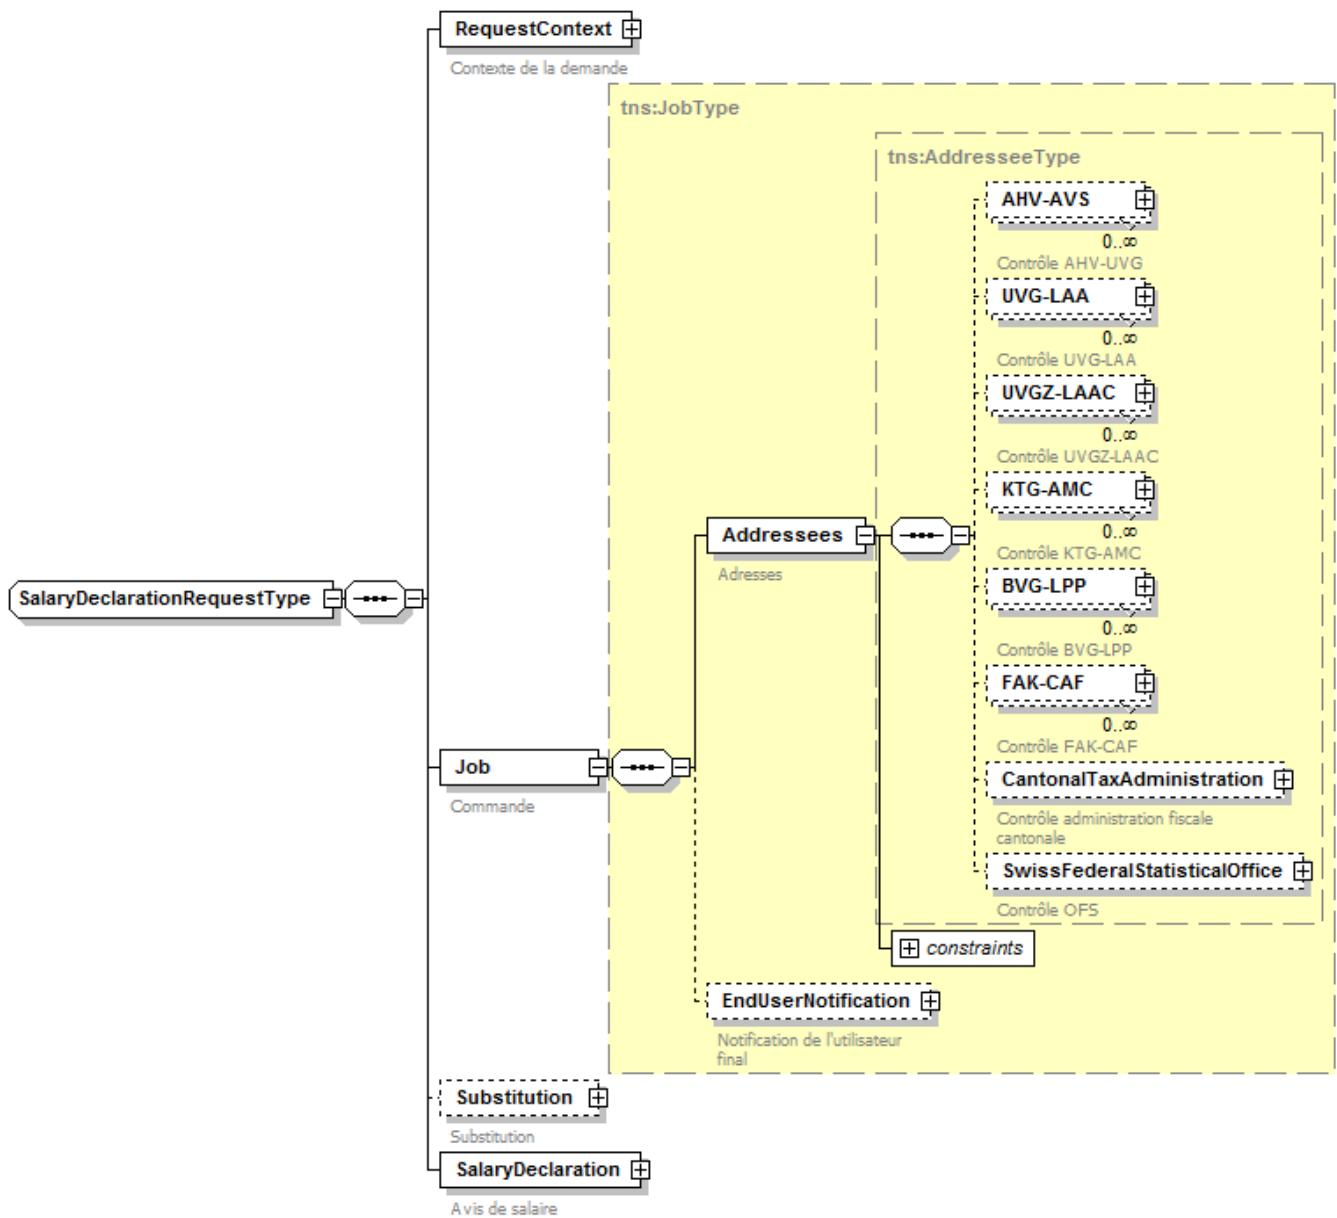 RequestContext
Contexte de la demande
tns:JobType
tns:AddresseeType
AHV-AVS
0..∞
Contrôle AHV-UVG
UVG-LAA
0..∞
Contrôle UVG-LAA
UVGZ-LAAC
0..∞
Contrôle UVGZ-LAAC
KTG-AMC
0..∞
Contrôle KTG-AMC
Addressees
Adresses
BVG-LPP
0..∞
Contrôle BVG-LPP
SalaryDeclarationRequestType
FAK-CAF
0..∞
Contrôle FAK-CAF
Job
Commande
CantonalTaxAdministration
Contrôle administration fiscale
cantonale
SwissFederalStatisticalOffice
Contrôle OFS
constraints
EndUserNotification
Notification de l'utilisateur
final
Substitution
Substitution
SalaryDeclaration
Avis de salaire